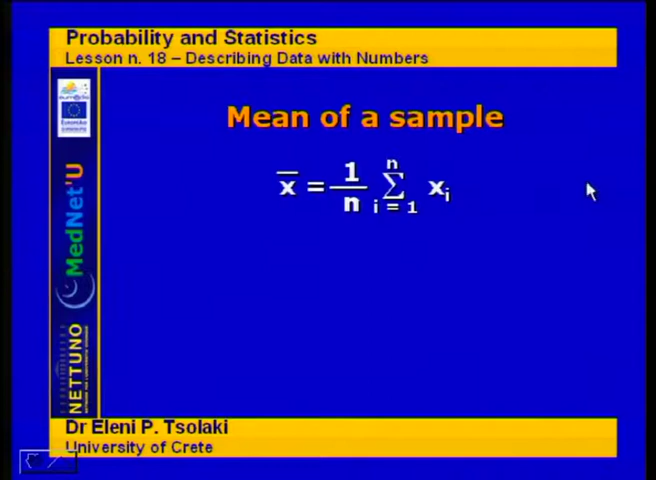 Probability and Statistics
Lesson n. 18 – Describing Data with Numbers
Mean of a sample
x̅ = 1/n n∑i = 1 xi
MedNet'U
NETTUNO
Dr Eleni P. Tsolaki
University of Crete